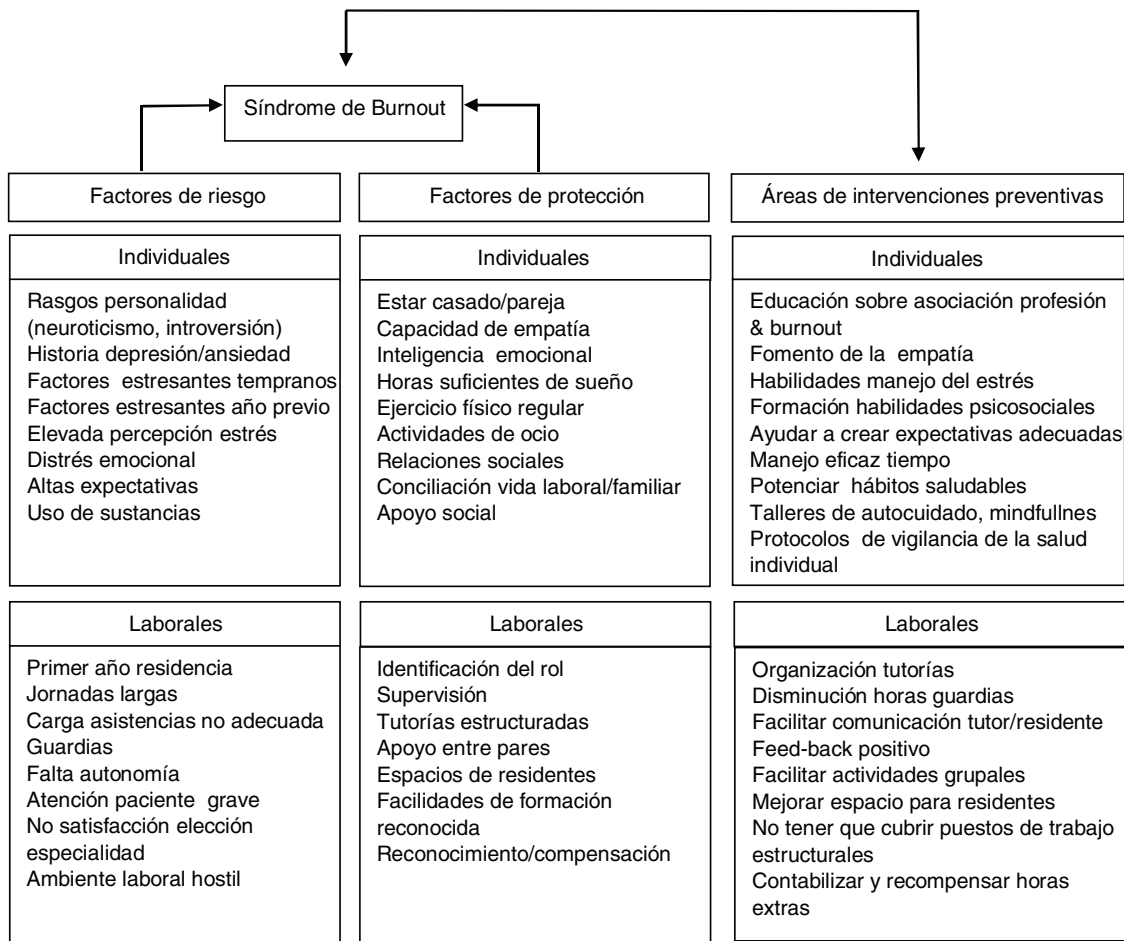 Síndrome de Burnout
Factores de riesgo
Individuales
Rasgos personalidad
(neuroticismo, introversión)
Historia depresión/ansiedad
Factores estresantes tempranos
Factores estresantes año previo
Elevada percepción estrés
Distrés emocional
Altas expectativas
Uso de sustancias
Laborales
Primer año residencia
Jornadas largas
Carga asistencias no adecuada
Guardias
Falta autonomía
Atención paciente grave
No satisfacción elección
especialidad
Ambiente laboral hostil
Factores de protección
Individuales
Estar casado/pareja
Capacidad de empatía
Inteligencia emocional
Horas suficientes de sueño
Ejercicio físico regular
Actividades de ocio
Relaciones sociales
Conciliación vida laboral/familiar
Apoyo social
Laborales
Identificación del rol
Supervisión
Tutorías estructuradas
Apoyo entre pares
Espacios de residentes
Facilidades de formación
reconocida
Reconocimiento/compensación
Áreas de intervenciones preventivas
Individuales
Educación sobre asociación profesión
& burnout
Fomento de la empatía
Habilidades manejo del estrés
Formación habilidades psicosociales
Ayudar a crear expectativas adecuadas
Manejo eficaz tiempo
Potenciar hábitos saludables
Talleres de autocuidado, mindfullnes
Protocolos de vigilancia de la salud
individual
Laborales
Organización tutorías
Disminución horas guardias
Facilitar comunicación tutor/residente
Feed-back positivo
Facilitar actividades grupales
Mejorar espacio para residentes
No tener que cubrir puestos de trabajo
estructurales
Contabilizar y recompensar horas
extras